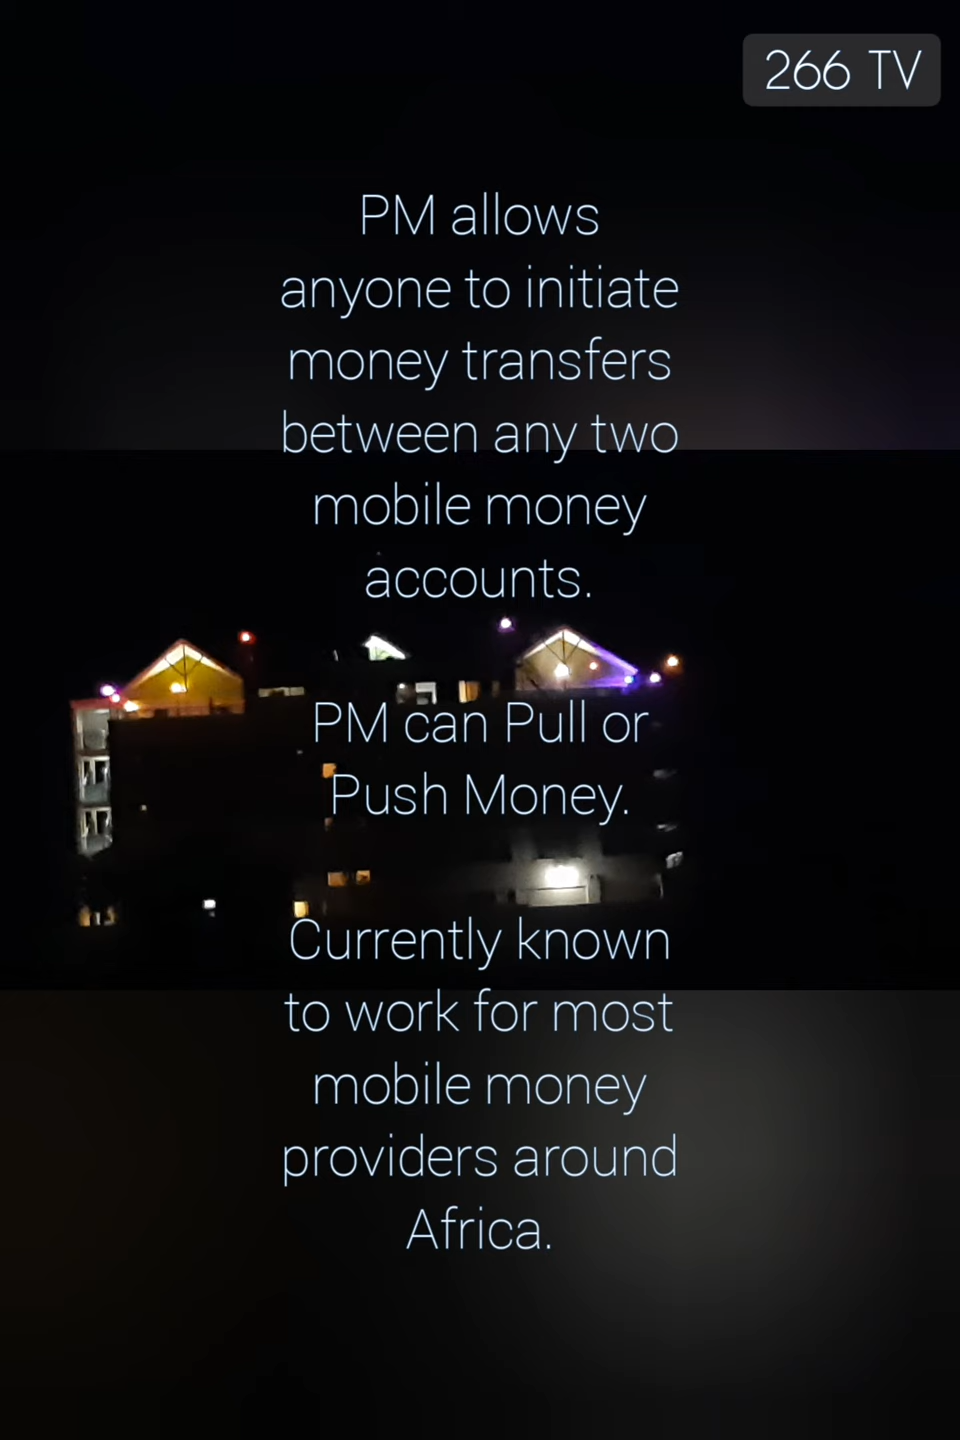 266 TV
PM allows
anyone to initiate
money transfers
between any two
mobile money
accounts.
PM can Pull or
Push Money.
Currently known
to work for most
mobile money
providers around
Africa.